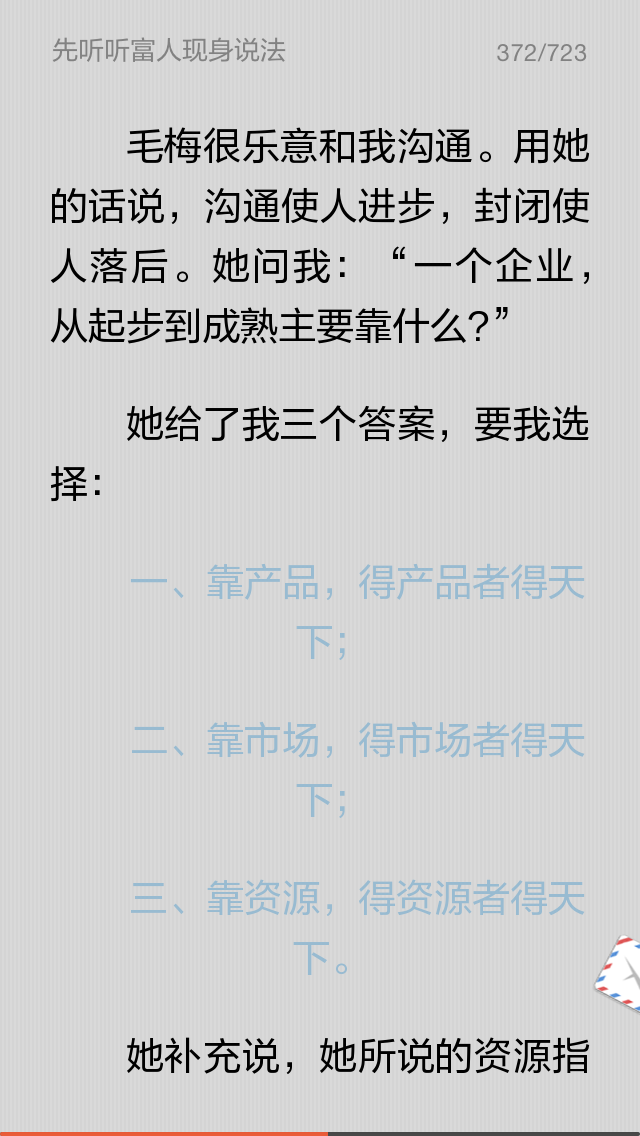 先听听富人现身说法
372/723
毛梅很乐意和我沟通。用她
的话说，沟通使人进步，封闭使
人落后。她问我：“一个企业，
从起步到成熟主要靠什么？”
她给了我三个答案，要我选
择：
一、靠产品，得产品者得天
下；
二、靠市场，得市场者得天
下；
三、靠资源，得资源者得天
下。
她补充说，她所说的资源指